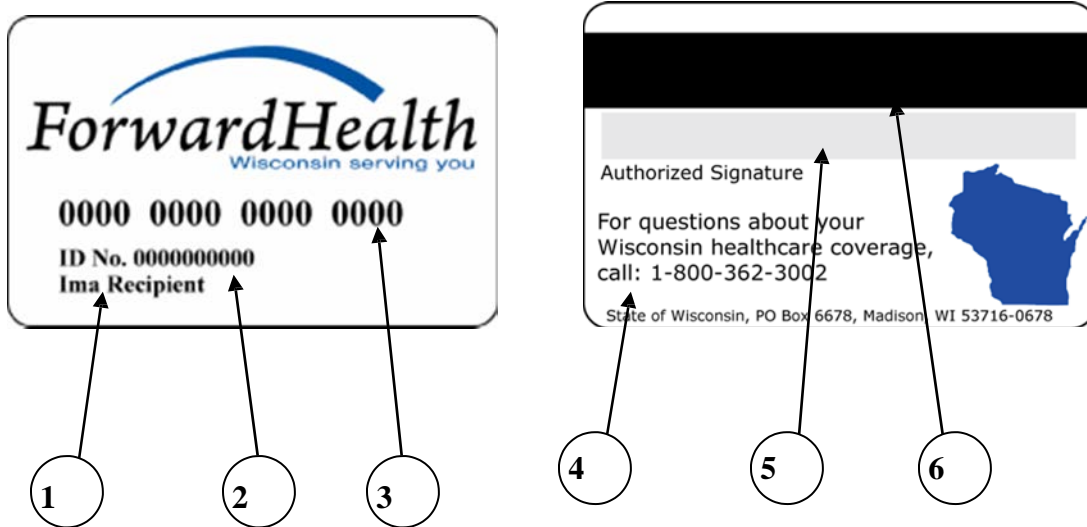 ForwardHealth
Wisconsin serving you
0000 0000 0000 0000
ID No. 0000000000
Ima Recipient
1
2
3
Authorized Signature
For questions about your
Wisconsin healthcare coverage,
call: 1-800-362-3002
State of Wisconsin, PO Box 6678, Madison, WI 53716-0678
4
5
6